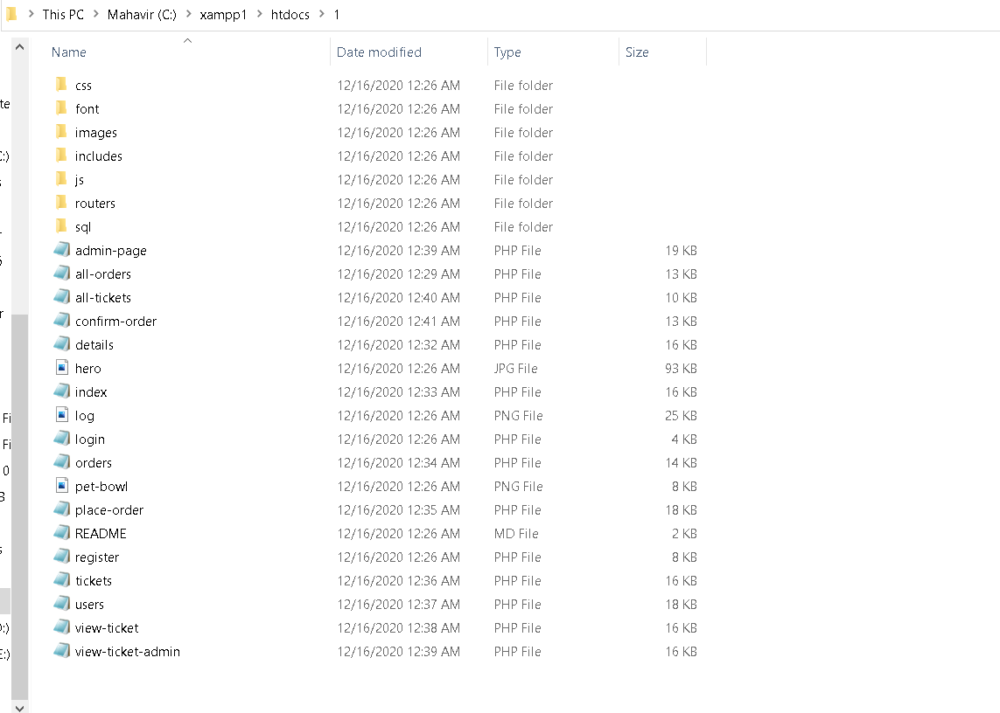 This PC > Mahavir (C:) > xampp1 > htdocs > 1
Name Date modified Type Size
css 12/16/2020 12:26 AM File folder
font 12/16/2020 12:26 AM File folder
images 12/16/2020 12:26 AM File folder
includes 12/16/2020 12:26 AM File folder
js 12/16/2020 12:26 AM File folder
routers 12/16/2020 12:26 AM File folder
sql 12/16/2020 12:26 AM File folder
admin-page 12/16/2020 12:39 AM PHP File 19 KB
all-orders 12/16/2020 12:29 AM PHP File 13 KB
all-tickets 12/16/2020 12:40 AM PHP File 10 KB
confirm-order 12/16/2020 12:41 AM PHP File 13 KB
details 12/16/2020 12:32 AM PHP File 16 KB
hero 12/16/2020 12:26 AM JPG File 93 KB
index 12/16/2020 12:33 AM PHP File 16 KB
log 12/16/2020 12:26 AM PNG File 25 KB
login 12/16/2020 12:26 AM PHP File 4 KB
orders 12/16/2020 12:34 AM PHP File 14 KB
pet-bowl 12/16/2020 12:26 AM PNG File 8 KB
place-order 12/16/2020 12:35 AM PHP File 18 KB
README 12/16/2020 12:26 AM MD File 2 KB
register 12/16/2020 12:26 AM PHP File 8 KB
tickets 12/16/2020 12:36 AM PHP File 16 KB
users 12/16/2020 12:37 AM PHP File 18 KB
view-ticket 12/16/2020 12:38 AM PHP File 16 KB
view-ticket-admin 12/16/2020 12:39 AM PHP File 16 KB